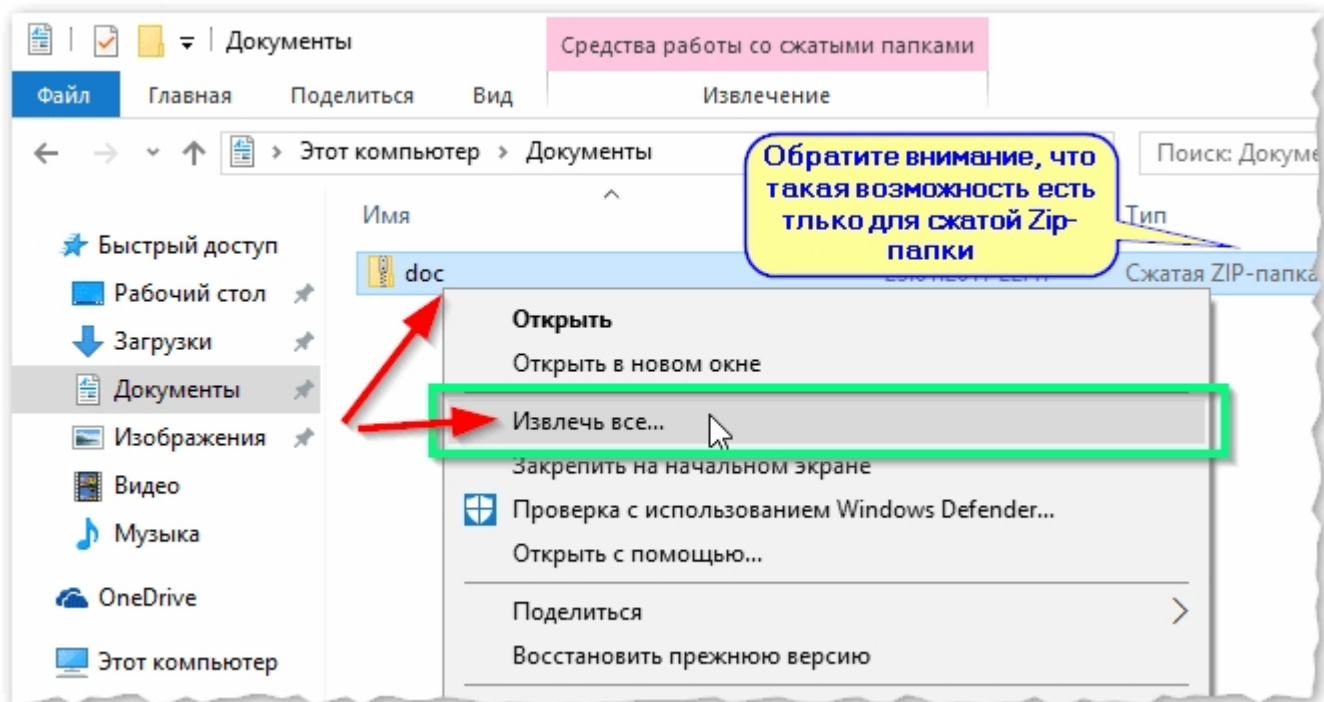 Документы
Средства работы со сжатыми папками
Файл Главная Поделиться Вид Извлечение
Этот компьютер > Документы
Обратите внимание, что
такая возможность есть
тлько для сжатой Zip-
папки
Поиск: Докуме
Имя
Тип
Быстрый доступ
doc
Сжатая ZIP-папка
Рабочий стол
Загрузки
Документы
Изображения
Видео
Музыка
OneDrive
Этот компьютер
Открыть
Открыть в новом окне
Извлечь все...
Закрепить на начальном экране
Проверка с использованием Windows Defender...
Открыть с помощью...
Поделиться
Восстановить прежнюю версию